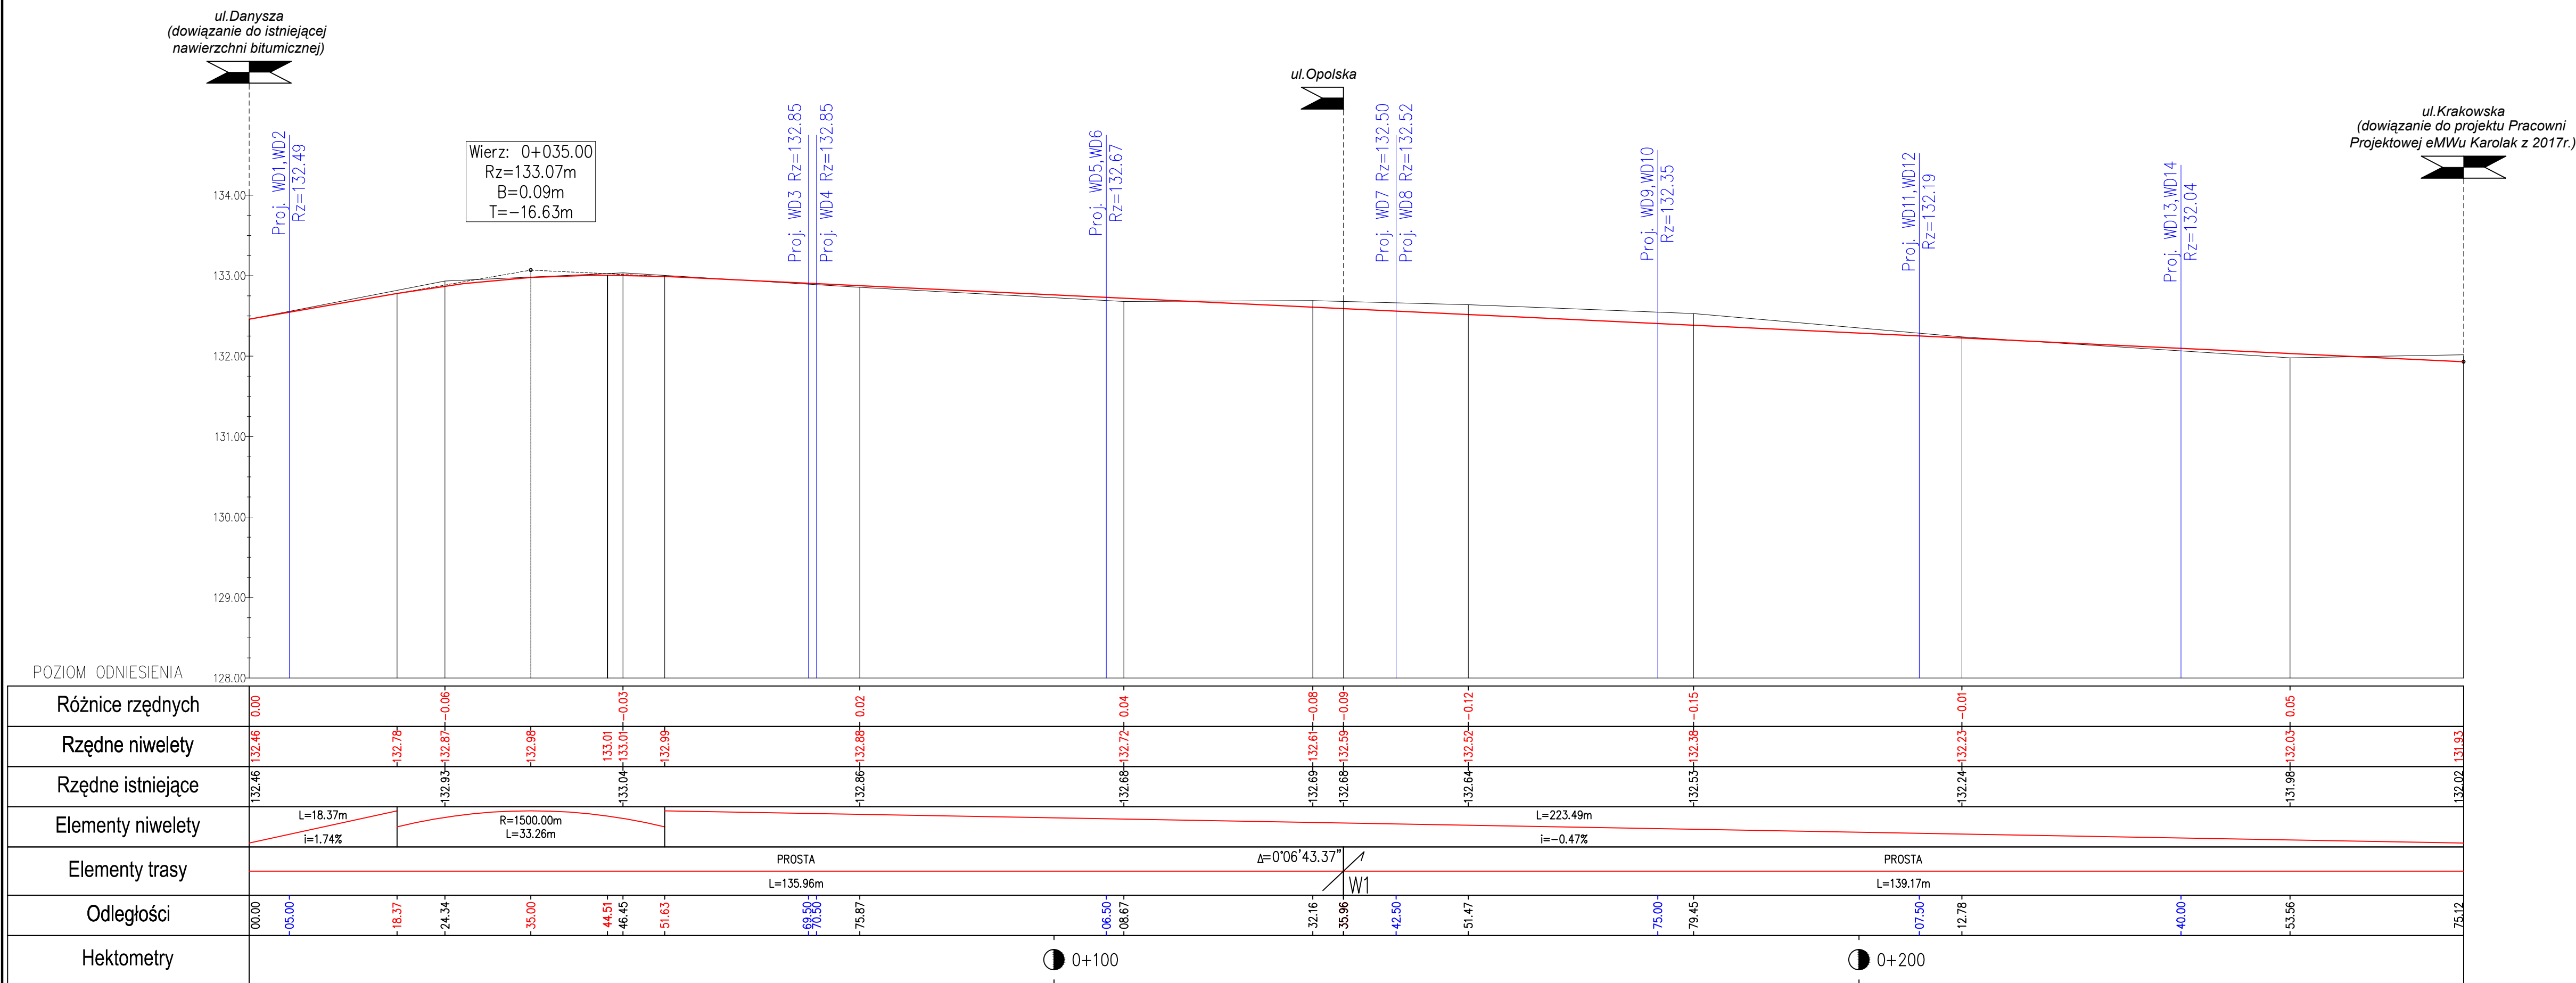 ul.Danysza
(dowiązanie do istniejącej
nawierzchni bitumicznej)
ul.Opolska
ul.Krakowska
(dowiązanie do projektu Pracowni
Projektowej eMWu Karolak z 2017r.)
Proj. WD1,WD2
Rz=132.49
Wierz: 0+035.00
Rz=133.07m
B=0.09m
T=-16.63m
Proj. WD3 Rz=132.85
Proj. WD4 Rz=132.85
Proj. WD5,WD6
Rz=132.67
Proj. WD7 Rz=132.50
Proj. WD8 Rz=132.52
Proj. WD9,WD10
Rz=132.35
Proj. WD11,WD12
Rz=132.19
Proj. WD13,WD14
Rz=132.04
134.00
133.00
132.00
131.00
130.00
129.00
128.00
POZIOM ODNIESIENIA
Różnice rzędnych
0.00 -0.06 -0.03 0.02 0.04 -0.08 -0.09 -0.12 -0.15 -0.01 0.05
Rzędne niwelety
132.46 132.78 132.87 132.98 133.01 133.01 132.99 132.88 132.72 132.61 132.59 132.52 132.38 132.23 132.03 131.93
Rzędne istniejące
132.46 132.93 133.04 132.86 132.68 132.69 132.68 132.64 132.53 132.24 131.98 132.02
Elementy niwelety
L=18.37m
i=1.74%
R=1500.00m
L=33.26m
L=223.49m
i=-0.47%
Elementy trasy
PROSTA
L=135.96m
Δ=0°06'43.37"
W1
PROSTA
L=139.17m
Odległości
00.00 05.00 18.37 24.34 35.00 44.51 46.45 51.63 69.50 70.50 75.87 06.50 08.67 32.16 35.96 42.50 51.47 75.00 79.45 07.50 12.78 40.00 53.56 75.12
Hektometry
0+100
0+200